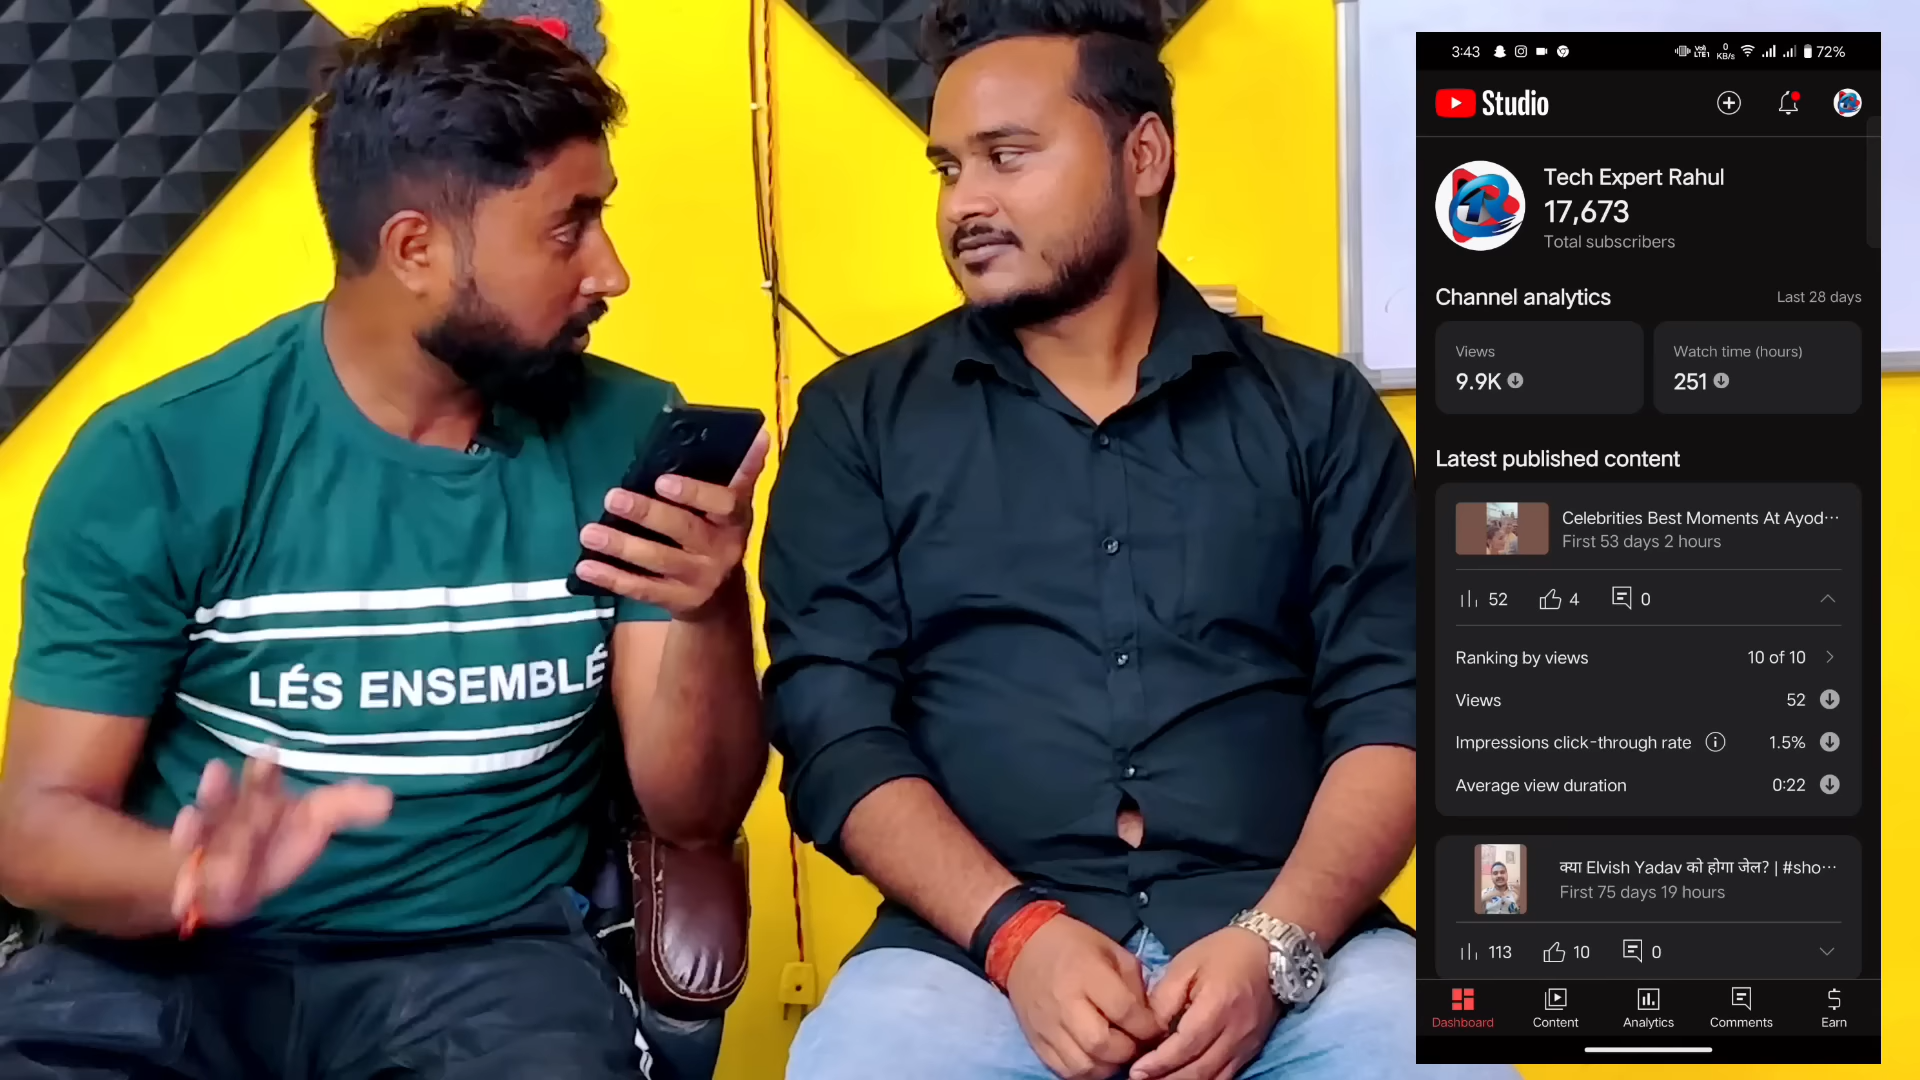 LÉS ENSEMBLÉ
3:43
Voli LTE1
0 KB/s
72%
Studio
Tech Expert Rahul
17,673
Total subscribers
Channel analytics
Last 28 days
Views
9.9K
Watch time (hours)
251
Latest published content
Celebrities Best Moments At Ayod...
First 53 days 2 hours
52 4 0
Ranking by views 10 of 10
Views 52
Impressions click-through rate 1.5%
Average view duration 0:22
क्या Elvish Yadav को होगा जेल? | #sho...
First 75 days 19 hours
113 10 0
Dashboard Content Analytics Comments Earn